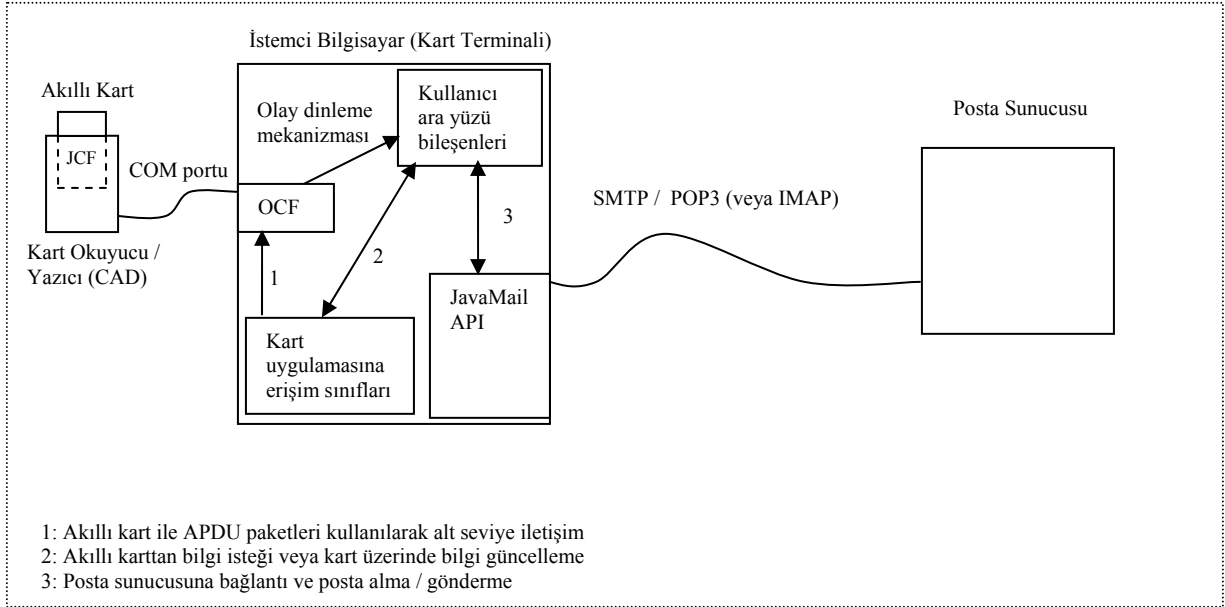 İstemci Bilgisayar (Kart Terminali)
Akıllı Kart
JCF
COM portu
Kart Okuyucu /
Yazıcı (CAD)
Olay dinleme
mekanizması
Kullanıcı
ara yüzü
bileşenleri
OCF
1
2
3
Kart
uygulamasına
erişim sınıfları
JavaMail
API
SMTP / POP3 (veya IMAP)
Posta Sunucusu
1: Akıllı kart ile APDU paketleri kullanılarak alt seviye iletişim
2: Akıllı karttan bilgi isteği veya kart üzerinde bilgi güncelleme
3: Posta sunucusuna bağlantı ve posta alma / gönderme